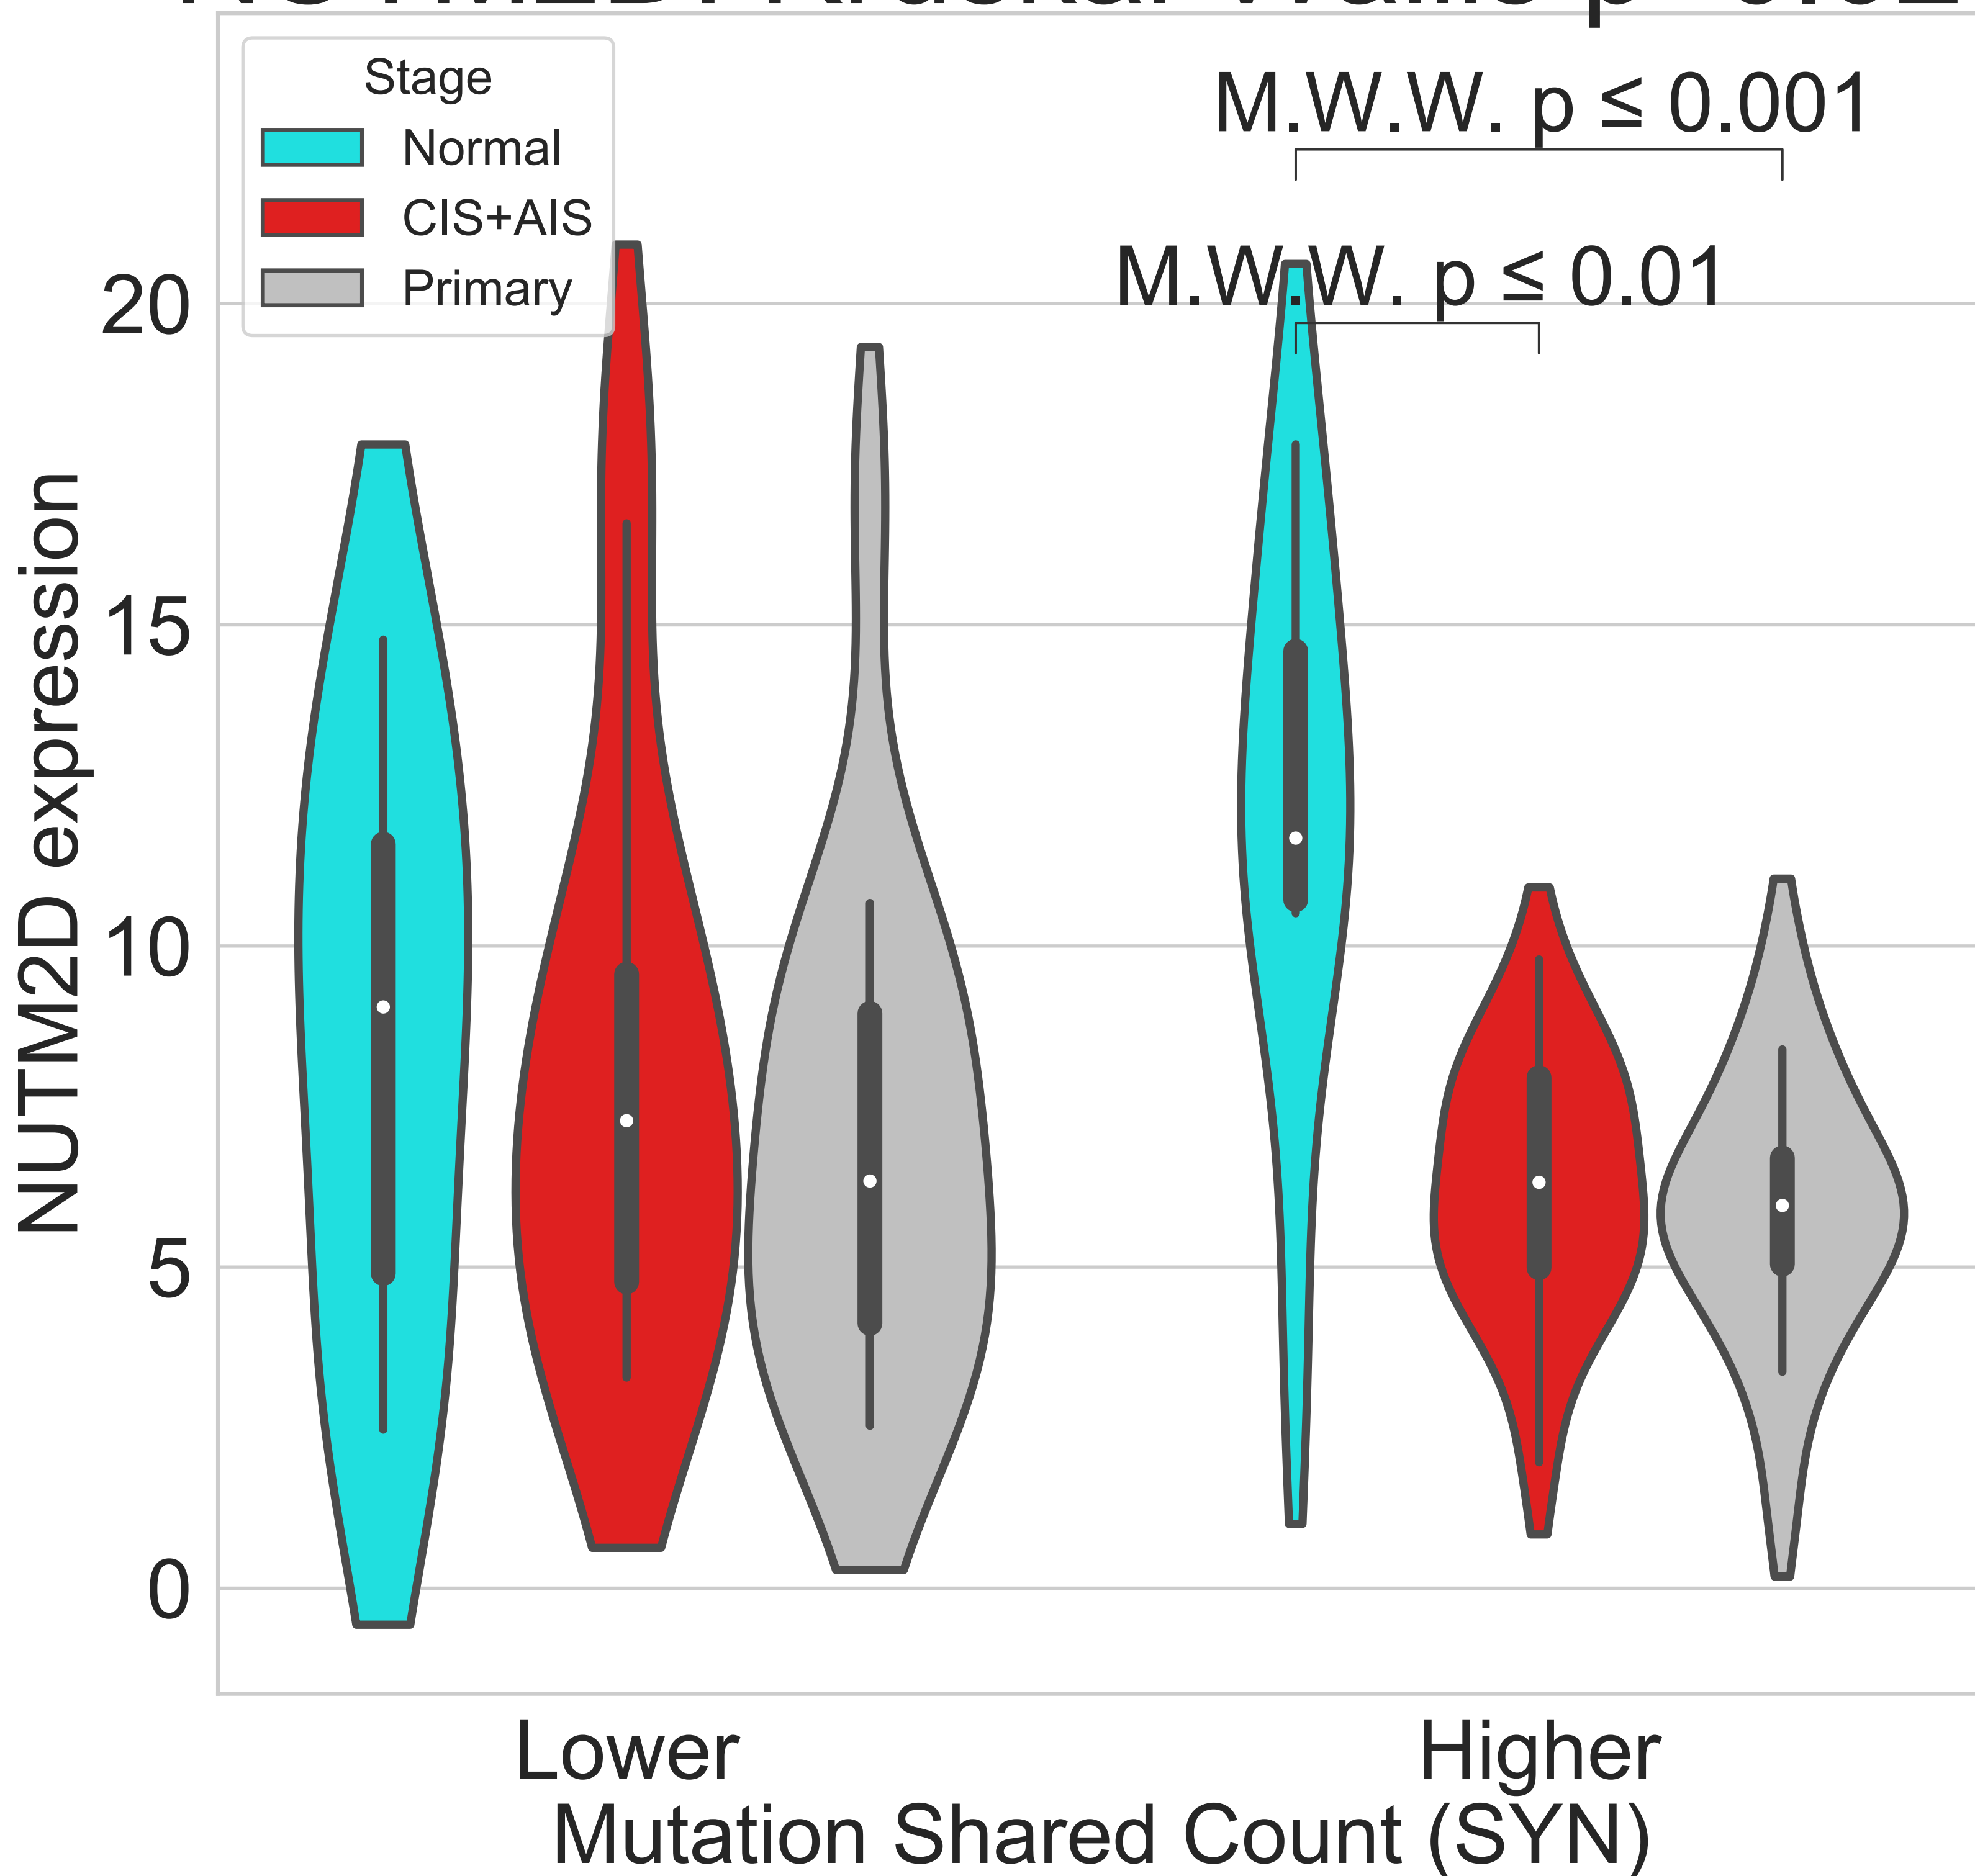 M.W.W. p ≤ 0.001
Stage
Normal
CIS+AIS
Primary
M.W.W. p ≤ 0.01
20
15
10
5
0
NUTM2D expression
Lower
Higher
Mutation Shared Count (SYN)